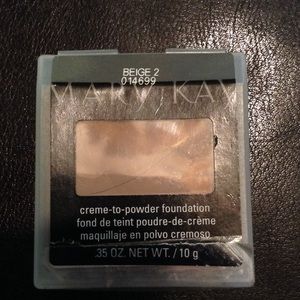 BEIGE 2
014699
MARY KAY
creme-to-powder foundation
fond de teint poudre-de-crème
maquillaje en polvo cremoso
.35 OZ. NET WT. / 10 g